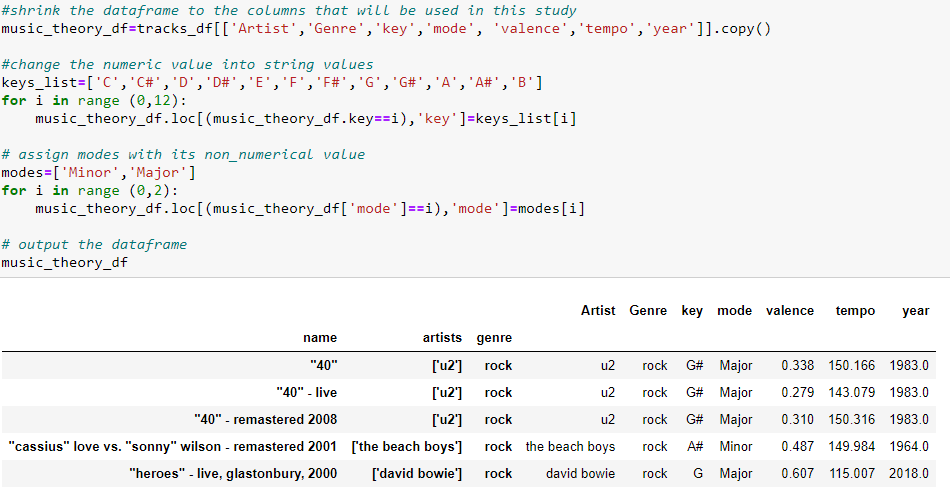 #shrink the dataframe to the columns that will be used in this study
music_theory_df=tracks_df[['Artist','Genre','key','mode', 'valence','tempo','year']].copy()
#change the numeric value into string values
keys_list=['C','C#','D','D#','E','F','F#','G','G#','A','A#','B']
for i in range (0,12):
    music_theory_df.loc[(music_theory_df.key==i),'key']=keys_list[i]
# assign modes with its non_numerical value
modes=['Minor','Major']
for i in range (0,2):
    music_theory_df.loc[(music_theory_df['mode']==i),'mode']=modes[i]
# output the dataframe
music_theory_df
Artist Genre key mode valence tempo year
name artists genre
"40" ['u2'] rock u2 rock G# Major 0.338 150.166 1983.0
"40" - live ['u2'] rock u2 rock G# Major 0.279 143.079 1983.0
"40" - remastered 2008 ['u2'] rock u2 rock G# Major 0.310 150.316 1983.0
"cassius" love vs. "sonny" wilson - remastered 2001 ['the beach boys'] rock the beach boys rock A# Minor 0.487 149.984 1964.0
"heroes" - live, glastonbury, 2000 ['david bowie'] rock david bowie rock G Major 0.607 115.007 2018.0